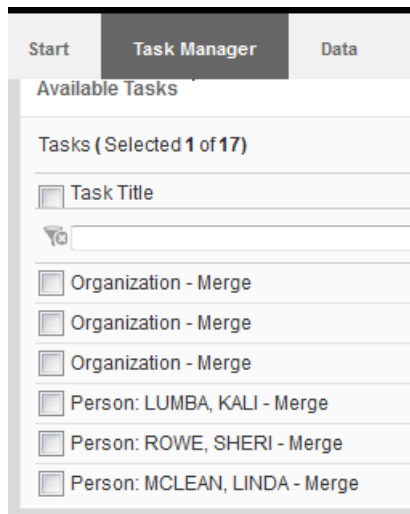 Start Task Manager Data
Available Tasks
Tasks ( Selected 1 of 17)
Task Title
Organization - Merge
Organization - Merge
Organization - Merge
Person: LUMBA, KALI - Merge
Person: ROWE, SHERI - Merge
Person: MCLEAN, LINDA - Merge